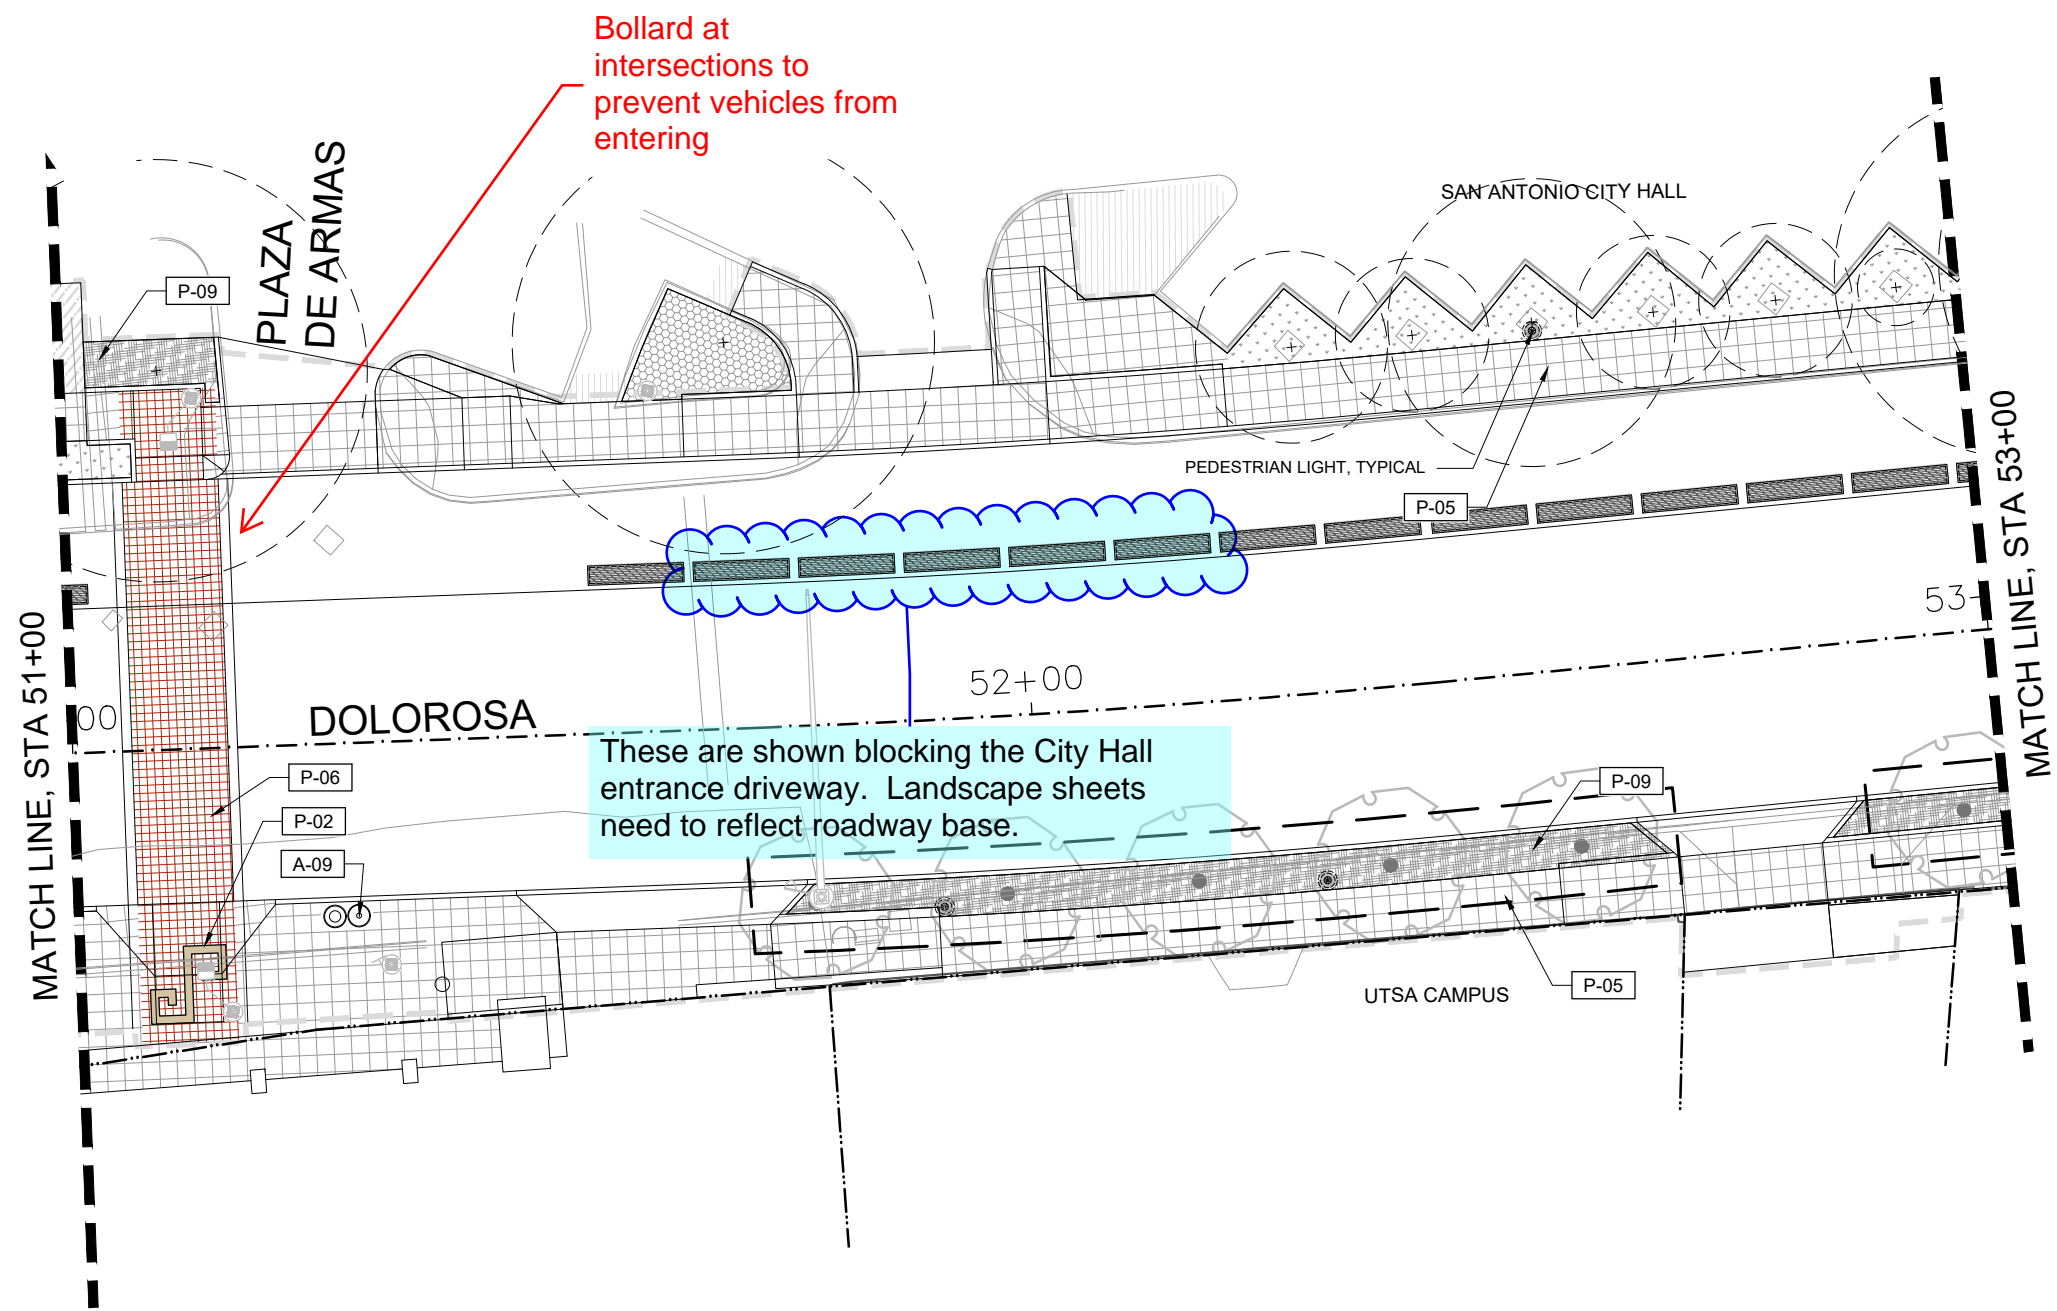 Bollard at
intersections to
prevent vehicles from
entering
PLAZA
DE ARMAS
SAN ANTONIO CITY HALL
P-09
PEDESTRIAN LIGHT, TYPICAL
P-05
MATCH LINE, STA 51+00
MATCH LINE, STA 53+00
53+
52+00
00
DOLOROSA
These are shown blocking the City Hall
entrance driveway.  Landscape sheets
need to reflect roadway base.
P-06
P-02
A-09
P-09
P-05
UTSA CAMPUS